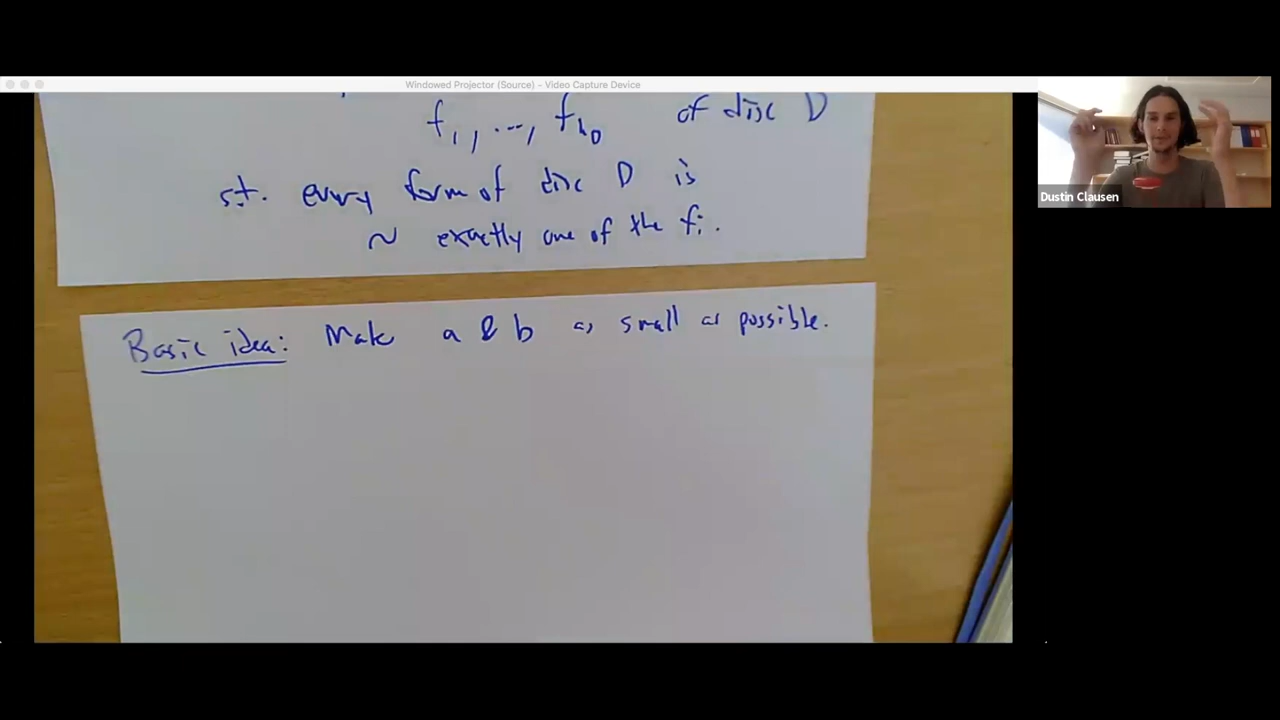 Windowed Projector (Source) - Video Capture Device
f₁, ..., f_{h_D} of disc D
s.t. every form of disc D is
~ exactly one of the fᵢ.
Basic idea: Make a & b as small as possible.
Dustin Clausen